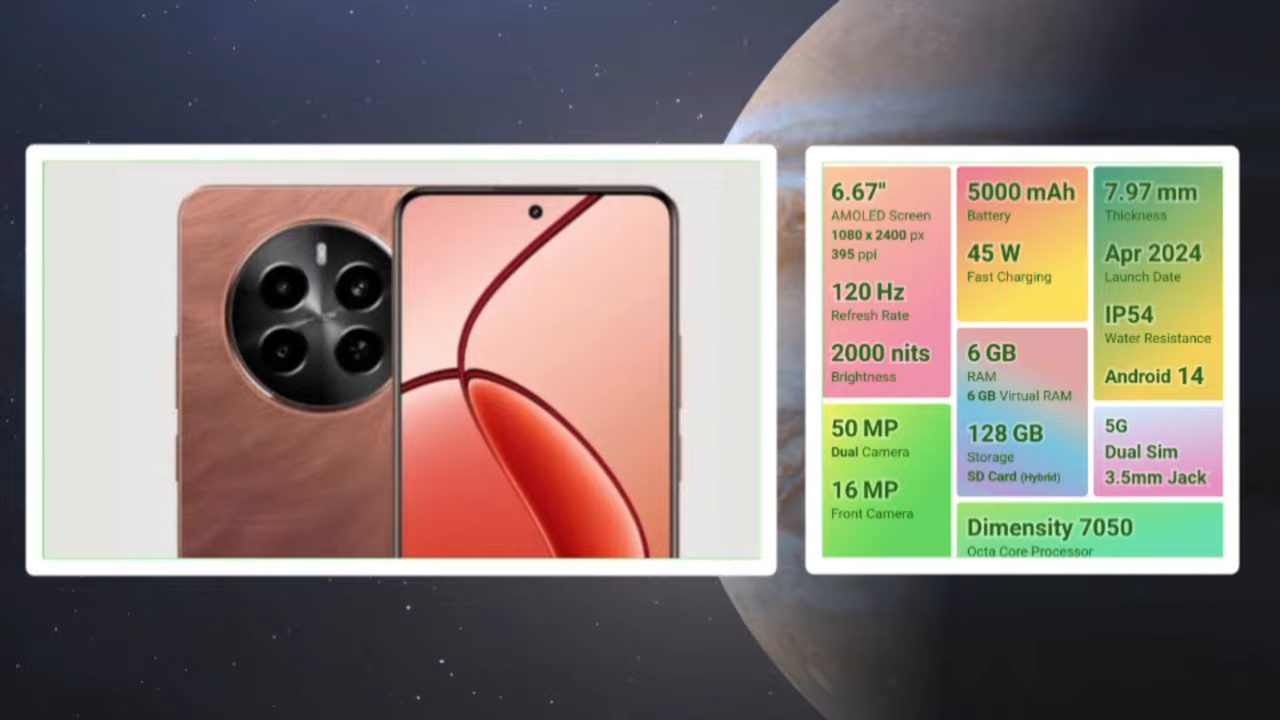 6.67"
AMOLED Screen
1080 x 2400 px
395 ppi
120 Hz
Refresh Rate
2000 nits
Brightness
50 MP
Dual Camera
16 MP
Front Camera
5000 mAh
Battery
45 W
Fast Charging
6 GB
RAM
6 GB Virtual RAM
128 GB
Storage
SD Card (Hybrid)
7.97 mm
Thickness
Apr 2024
Launch Date
IP54
Water Resistance
Android 14
5G
Dual Sim
3.5mm Jack
Dimensity 7050
Octa Core Processor